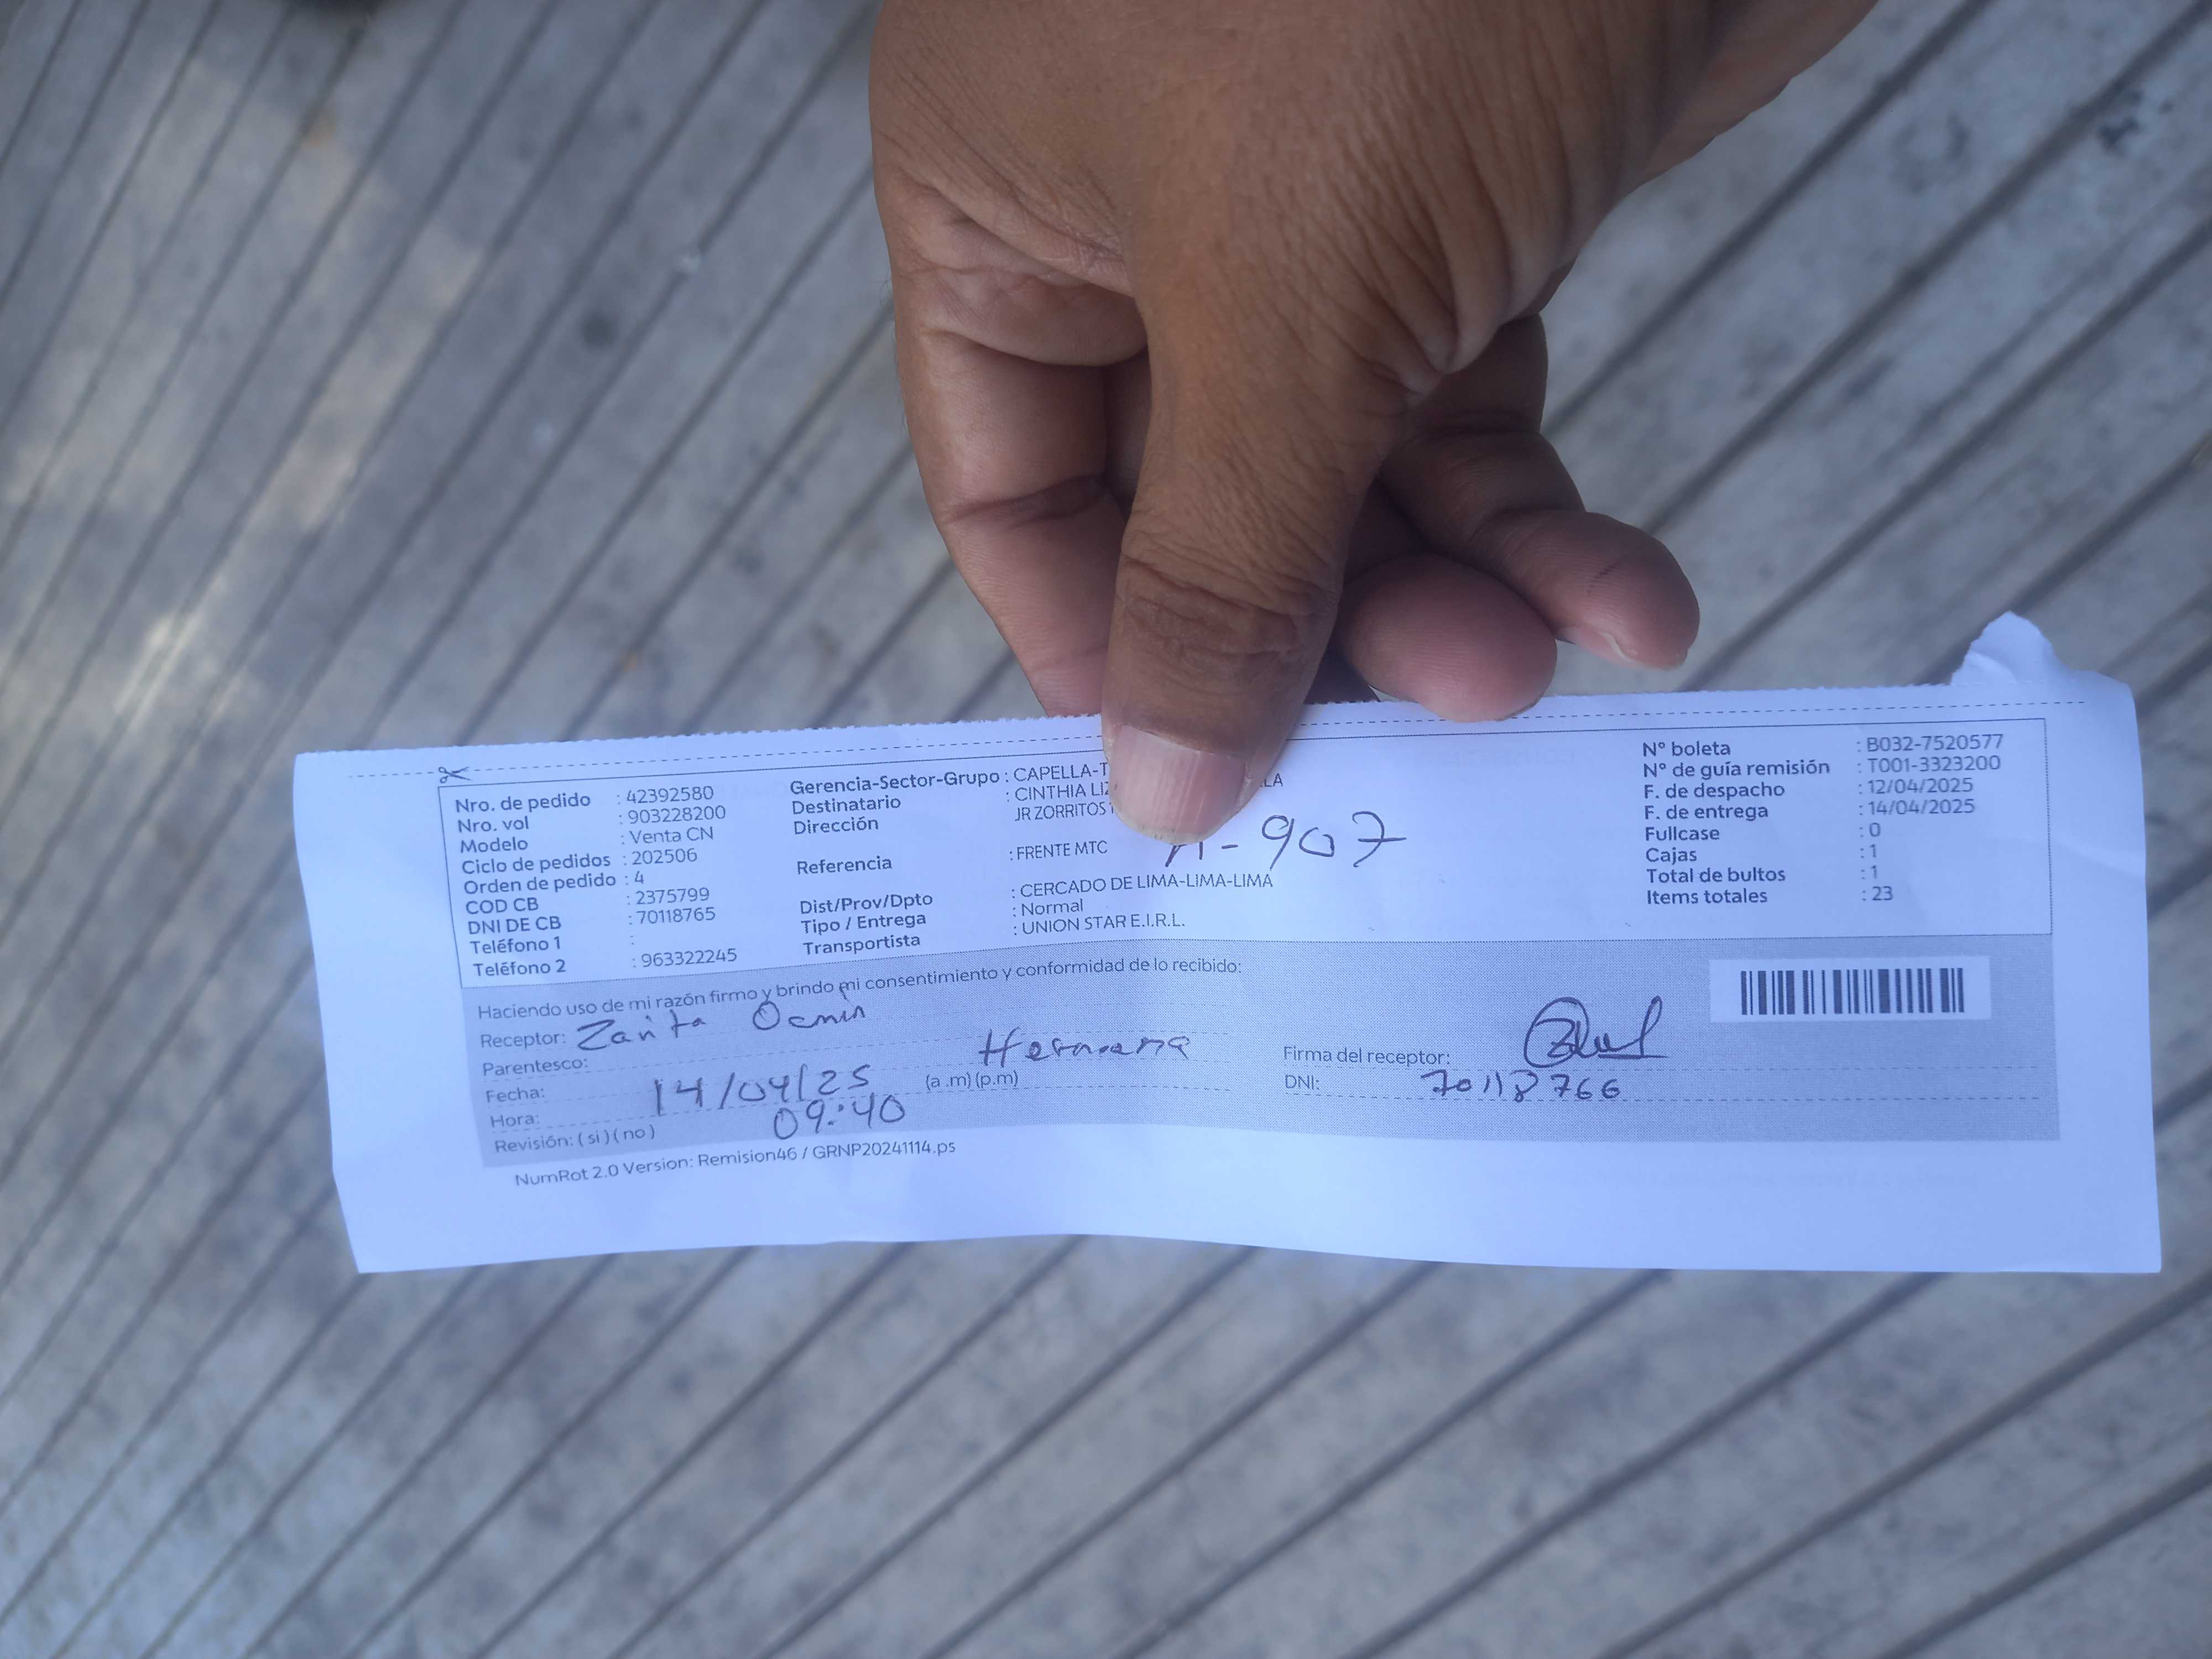 Nro. de pedido : 42392580
Nro. vol : 903228200
Modelo : Venta CN
Ciclo de pedidos : 202506
Orden de pedido : 4
COD CB : 2375799
DNI DE CB : 70118765
Teléfono 1 :
Teléfono 2 : 963322245
Gerencia-Sector-Grupo : CAPELLA-T
Destinatario : CINTHIA LI
Dirección JR ZORRITOS
Referencia : FRENTE MTC
-907
Dist/Prov/Dpto : CERCADO DE LIMA-LIMA-LIMA
Tipo / Entrega : Normal
Transportista : UNION STAR E.I.R.L.
N° boleta : B032-7520577
N° de guía remisión : T001-3323200
F. de despacho : 12/04/2025
F. de entrega : 14/04/2025
Fullcase : 0
Cajas : 1
Total de bultos : 1
Items totales : 23
Haciendo uso de mi razón firmo y brindo mi consentimiento y conformidad de lo recibido:
Receptor: Zarita Ocmin
Parentesco: Hermana
Fecha: 14/04/25 (a .m) (p.m)
Hora: 09:40
Revisión: ( si ) ( no )
Firma del receptor:
DNI: 70118766
NumRot 2.0 Version: Remision46 / GRNP20241114.ps